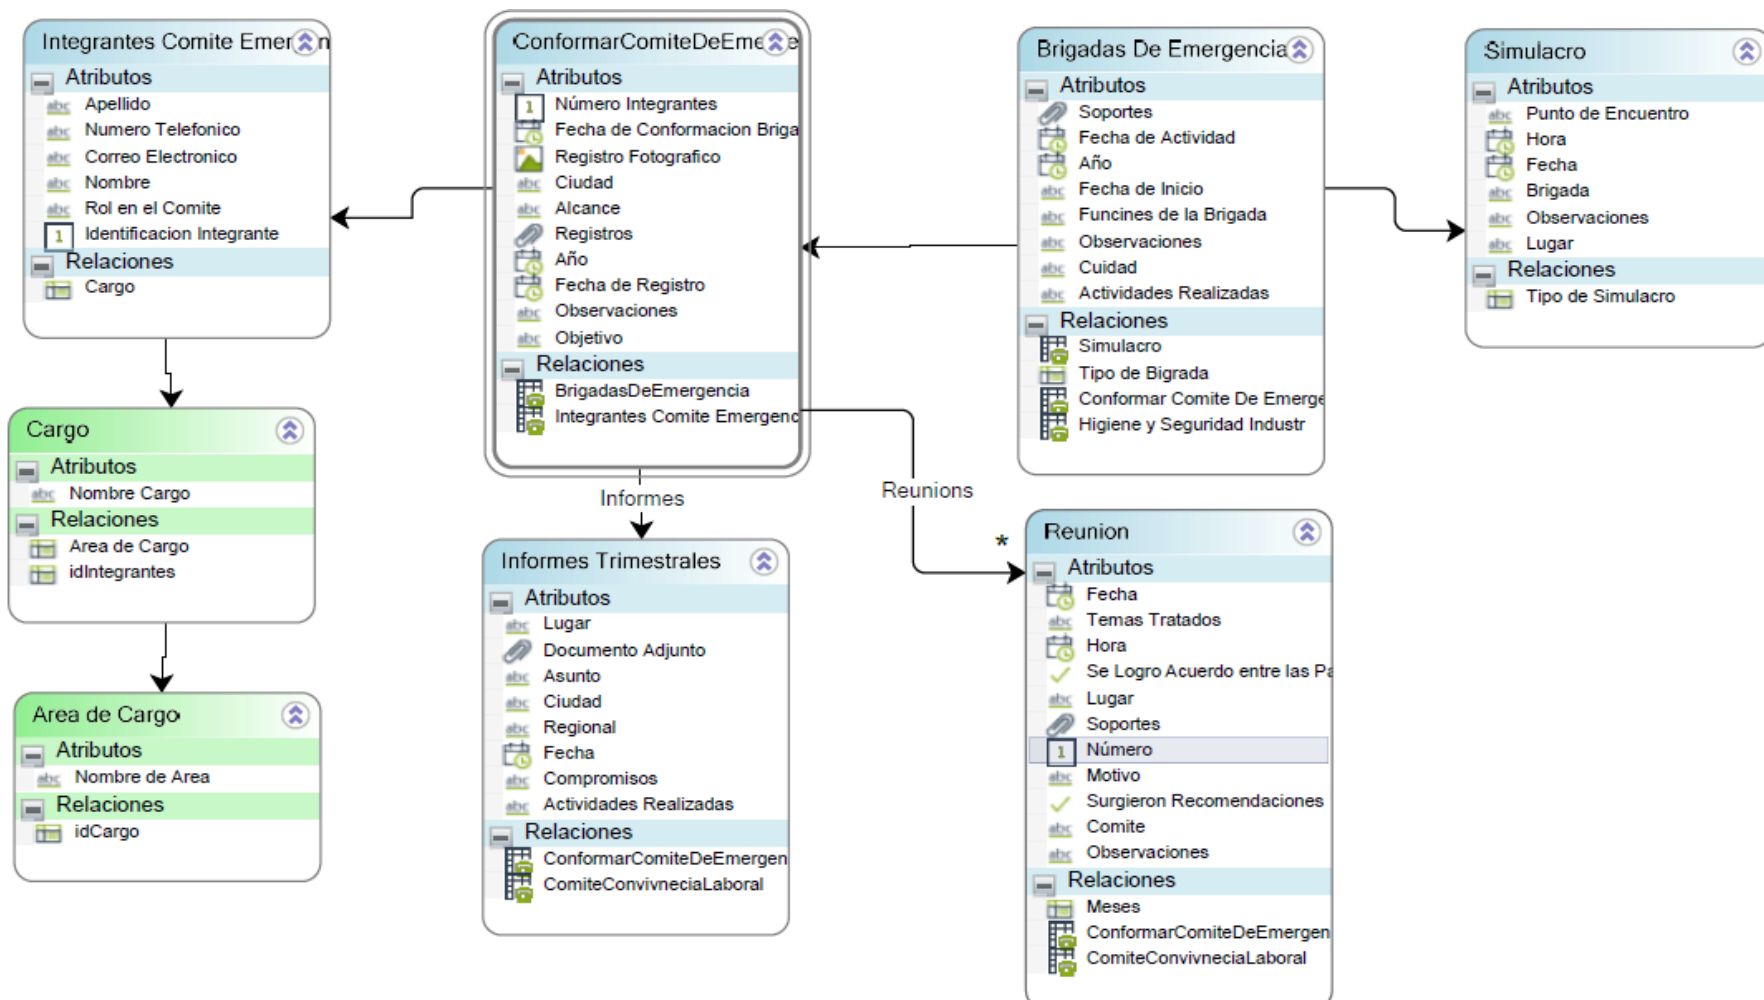 Integrantes Comite Emer
Atributos
Apellido
Numero Telefonico
Correo Electronico
Nombre
Rol en el Comite
1 Identificacion Integrante
Relaciones
Cargo
ConformarComiteDeEme
Atributos
1 Número Integrantes
Fecha de Conformacion Briga
Registro Fotografico
Ciudad
Alcance
Registros
Año
Fecha de Registro
Observaciones
Objetivo
Relaciones
BrigadasDeEmergencia
Integrantes Comite Emergenc
Brigadas De Emergencia
Atributos
Soportes
Fecha de Actividad
Año
Fecha de Inicio
Funcines de la Brigada
Observaciones
Cuidad
Actividades Realizadas
Relaciones
Simulacro
Tipo de Bigrada
Conformar Comite De Emerge
Higiene y Seguridad Industr
Simulacro
Atributos
Punto de Encuentro
Hora
Fecha
Brigada
Observaciones
Lugar
Relaciones
Tipo de Simulacro
Cargo
Atributos
Nombre Cargo
Relaciones
Area de Cargo
idIntegrantes
Area de Cargo
Atributos
Nombre de Area
Relaciones
idCargo
Informes
Informes Trimestrales
Atributos
Lugar
Documento Adjunto
Asunto
Ciudad
Regional
Fecha
Compromisos
Actividades Realizadas
Relaciones
ConformarComiteDeEmergen
ComiteConvivneciaLaboral
Reunions
*
Reunion
Atributos
Fecha
Temas Tratados
Hora
Se Logro Acuerdo entre las Pa
Lugar
Soportes
1 Número
Motivo
Surgieron Recomendaciones
Comite
Observaciones
Relaciones
Meses
ConformarComiteDeEmergen
ComiteConvivneciaLaboral